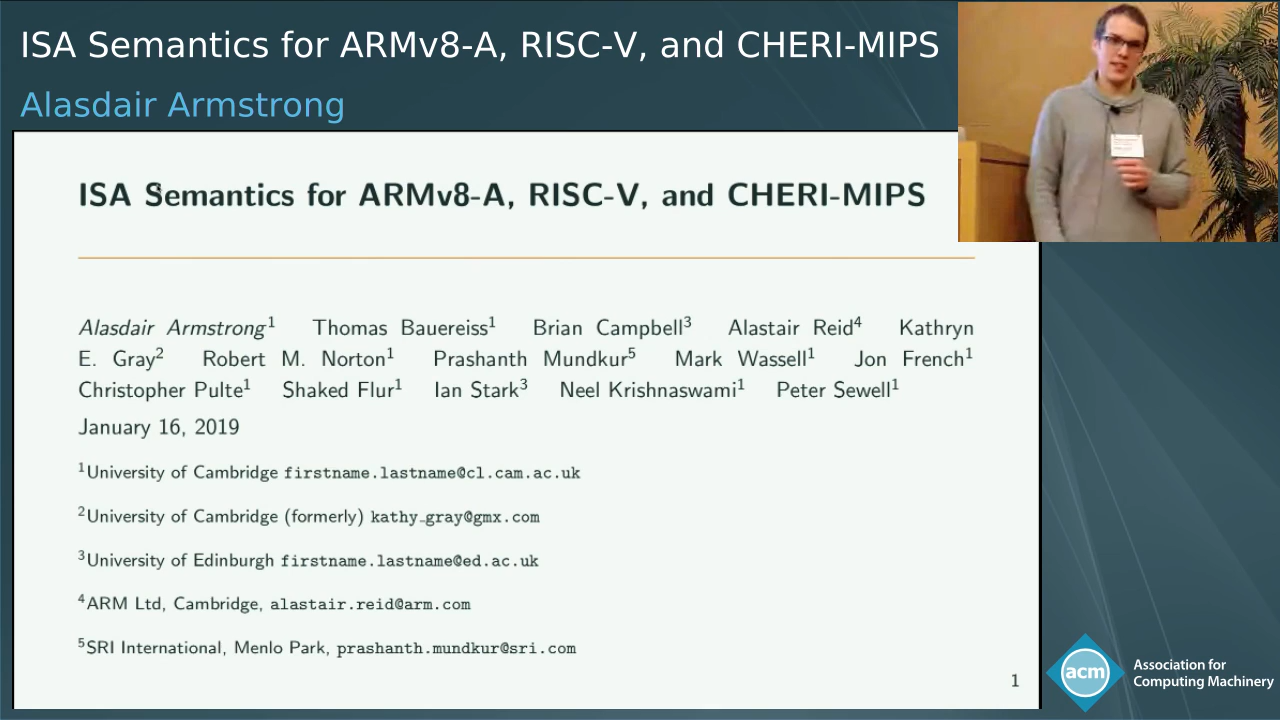 ISA Semantics for ARMv8-A, RISC-V, and CHERI-MIPS
Alasdair Armstrong
ISA Semantics for ARMv8-A, RISC-V, and CHERI-MIPS
Alasdair Armstrong¹ Thomas Bauereiss¹ Brian Campbell³ Alastair Reid⁴ Kathryn
E. Gray² Robert M. Norton¹ Prashanth Mundkur⁵ Mark Wassell¹ Jon French¹
Christopher Pulte¹ Shaked Flur¹ Ian Stark³ Neel Krishnaswami¹ Peter Sewell¹
January 16, 2019
¹University of Cambridge firstname.lastname@cl.cam.ac.uk
²University of Cambridge (formerly) kathy_gray@gmx.com
³University of Edinburgh firstname.lastname@ed.ac.uk
⁴ARM Ltd, Cambridge, alastair.reid@arm.com
⁵SRI International, Menlo Park, prashanth.mundkur@sri.com
1
acm
Association for
Computing Machinery